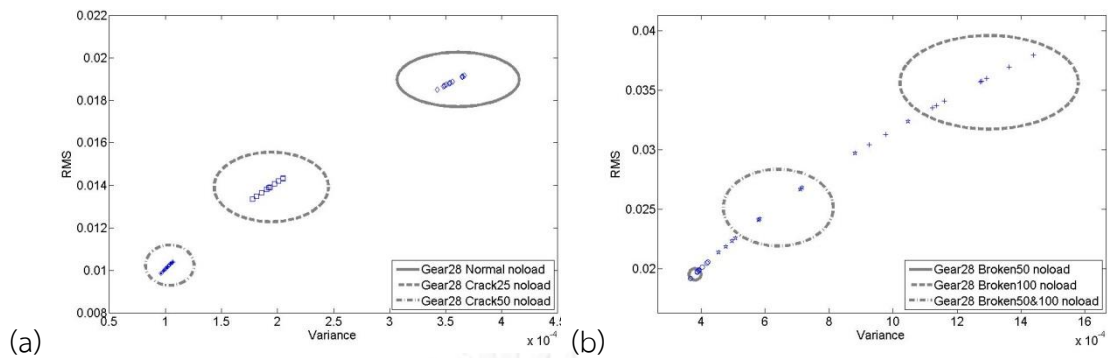 0.022
0.02
0.018
0.016
0.014
0.012
0.01
0.008
RMS
0.5 1 1.5 2 2.5 3 3.5 4 4.5
Variance
x 10⁻⁴
Gear28 Normal noload
Gear28 Crack25 noload
Gear28 Crack50 noload
(a)
0.04
0.035
0.03
0.025
0.02
RMS
4 6 8 10 12 14 16
Variance
x 10⁻⁴
Gear28 Broken50 noload
Gear28 Broken100 noload
Gear28 Broken50&100 noload
(b)